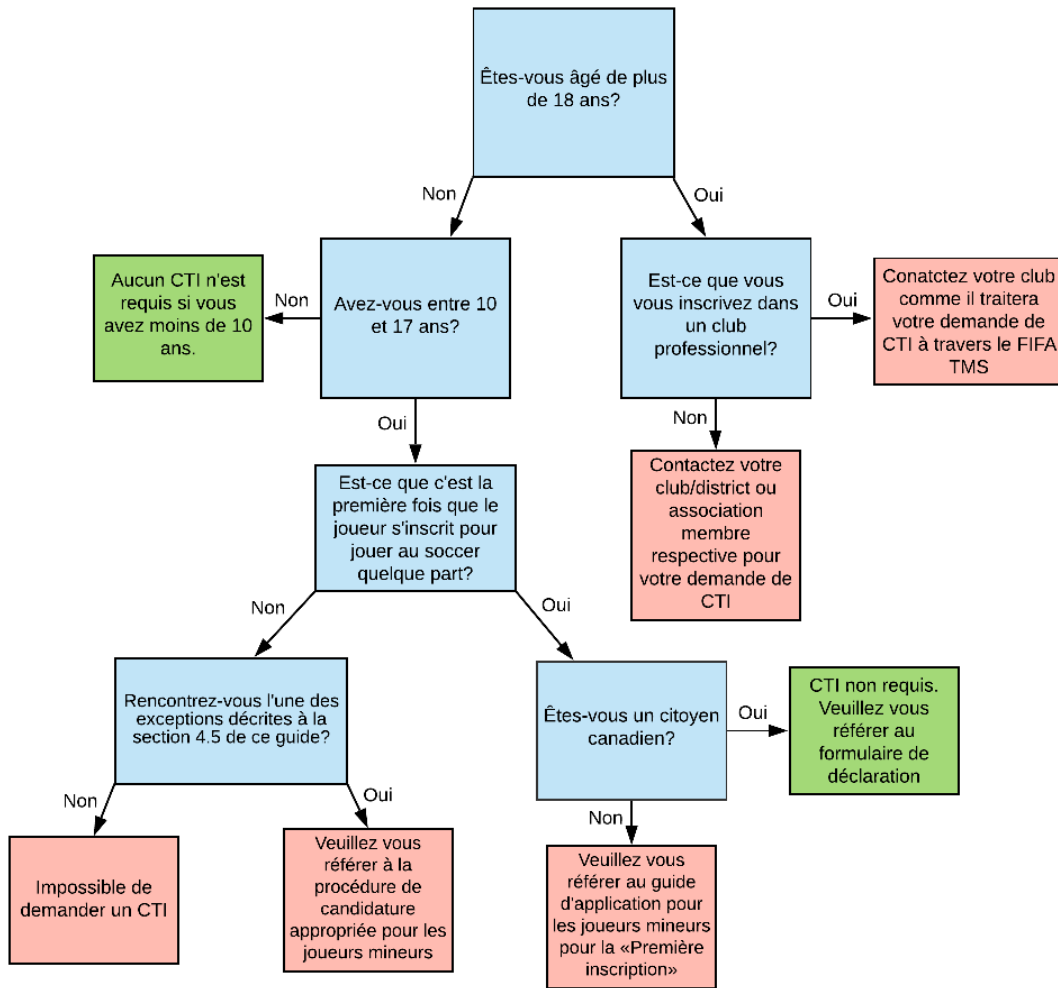 Êtes-vous âgé de plus
de 18 ans?
Non
Oui
Aucun CTI n'est
requis si vous
avez moins de 10
ans.
Non
Avez-vous entre 10
et 17 ans?
Est-ce que vous
vous inscrivez dans
un club
professionnel?
Oui
Conatctez votre club
comme il traitera
votre demande de
CTI à travers le FIFA
TMS
Oui
Non
Est-ce que c'est la
première fois que le
joueur s'inscrit pour
jouer au soccer
quelque part?
Contactez votre
club/district ou
association
membre
respective pour
votre demande de
CTI
Non
Oui
Rencontrez-vous l'une des
exceptions décrites à la
section 4.5 de ce guide?
Êtes-vous un citoyen
canadien?
Oui
CTI non requis.
Veuillez vous
référer au
formulaire de
déclaration
Non
Oui
Non
Impossible de
demander un CTI
Veuillez vous
référer à la
procédure de
candidature
appropriée pour les
joueurs mineurs
Veuillez vous
référer au guide
d'application pour
les joueurs mineurs
pour la «Première
inscription»